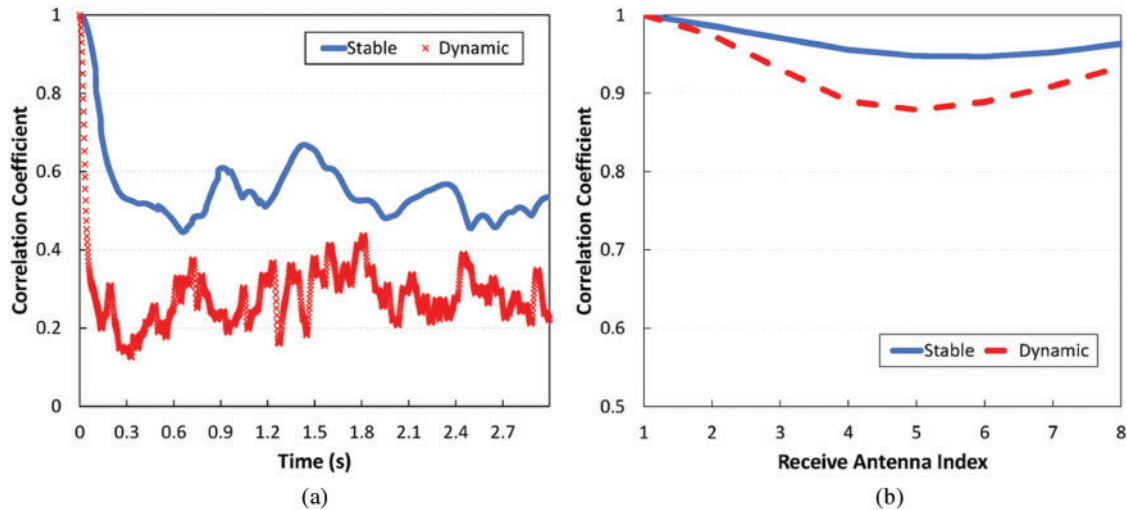 (a)
(b)
1
0.8
0.6
0.4
0.2
0
Correlation Coefficient
Stable
Dynamic
0
0.3
0.6
0.9
1.2
1.5
1.8
2.1
2.4
2.7
Time (s)
(a)
1
0.9
0.8
0.7
0.6
0.5
Correlation Coefficient
Stable
Dynamic
1
2
3
4
5
6
7
8
Receive Antenna Index
(b)